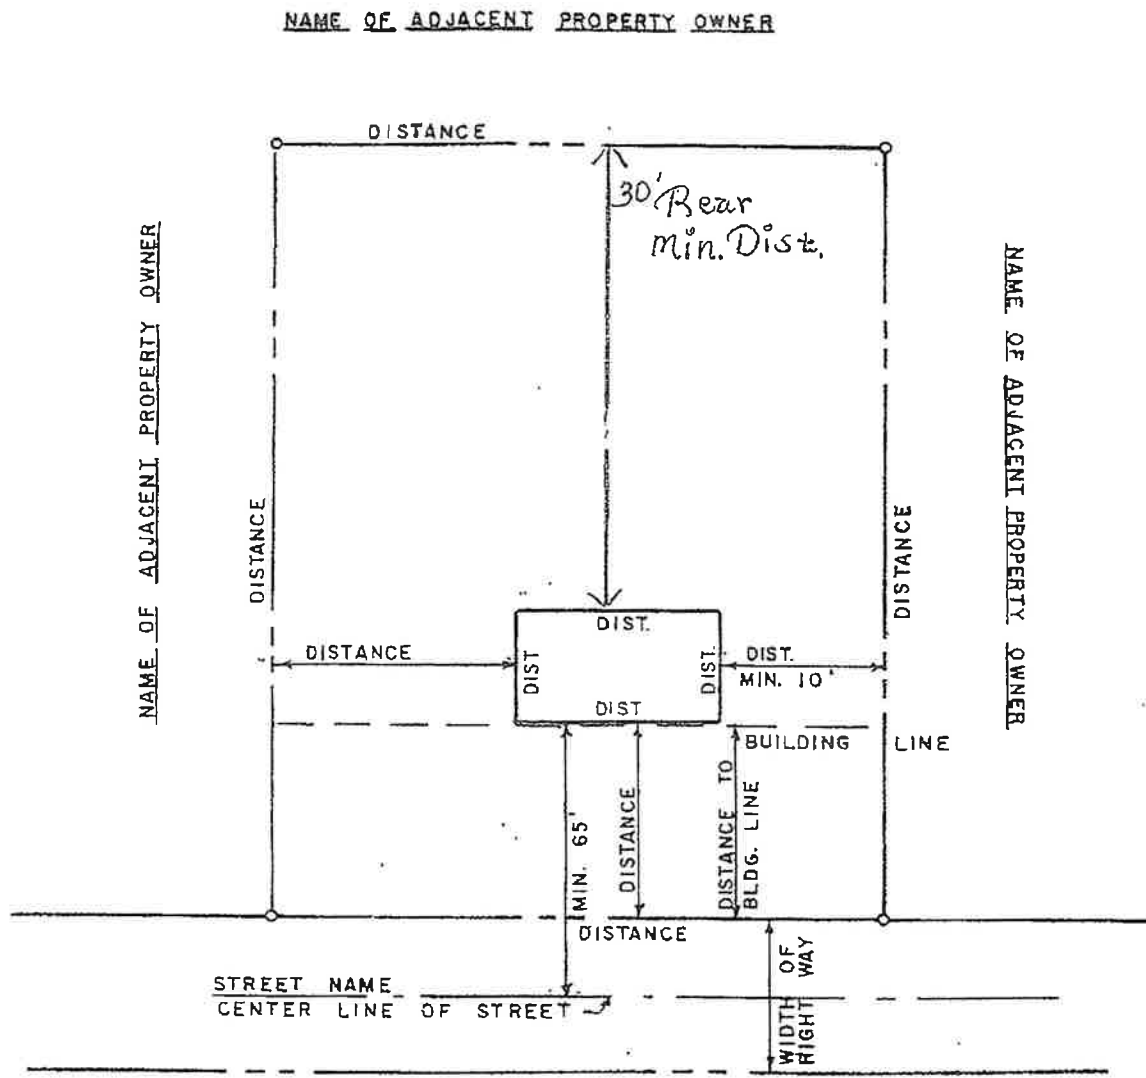 NAME OF ADJACENT PROPERTY OWNER
DISTANCE
30' Rear
Min. Dist.
NAME OF ADJACENT PROPERTY OWNER
NAME OF ADJACENT PROPERTY OWNER
DISTANCE
DISTANCE
DIST.
DISTANCE
DIST
DIST.
DIST.
MIN. 10'
DIST
BUILDING LINE
MIN. 65'
DISTANCE
DISTANCE TO
BLDG. LINE
DISTANCE
STREET NAME
CENTER LINE OF STREET
WIDTH OF
RIGHT WAY